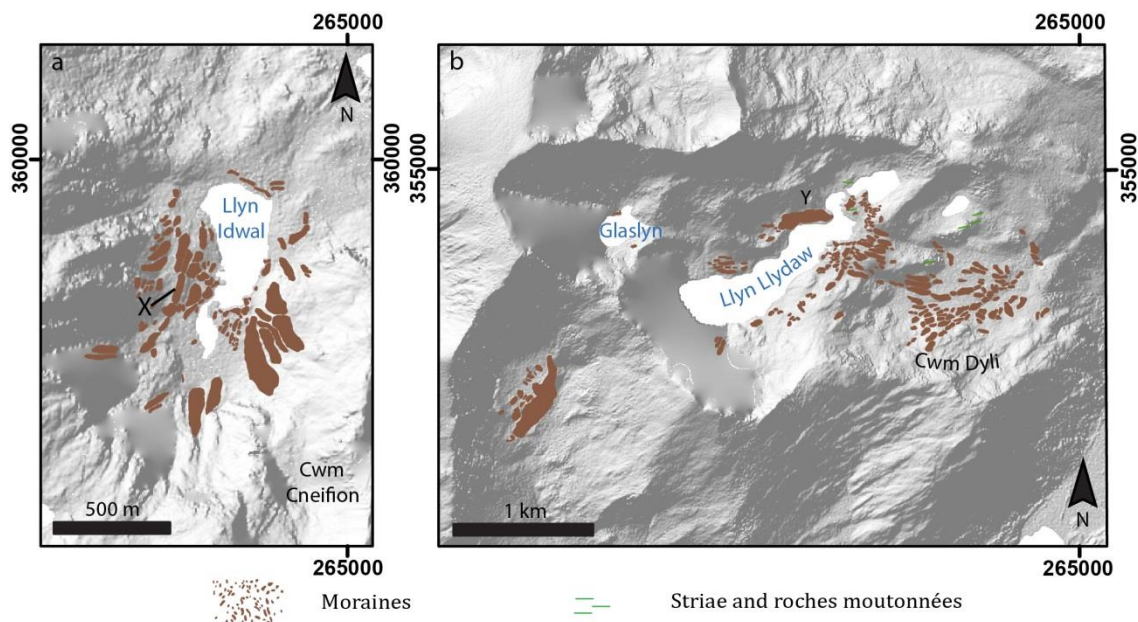 265000
265000
a
b
N
360000
360000
355000
355000
Llyn
Idwal
Y
Glaslyn
X
Llyn Llydaw
Cwm Dyli
Cwm
Cneifion
500 m
1 km
N
265000
265000
Moraines
Striae and roches moutonnées